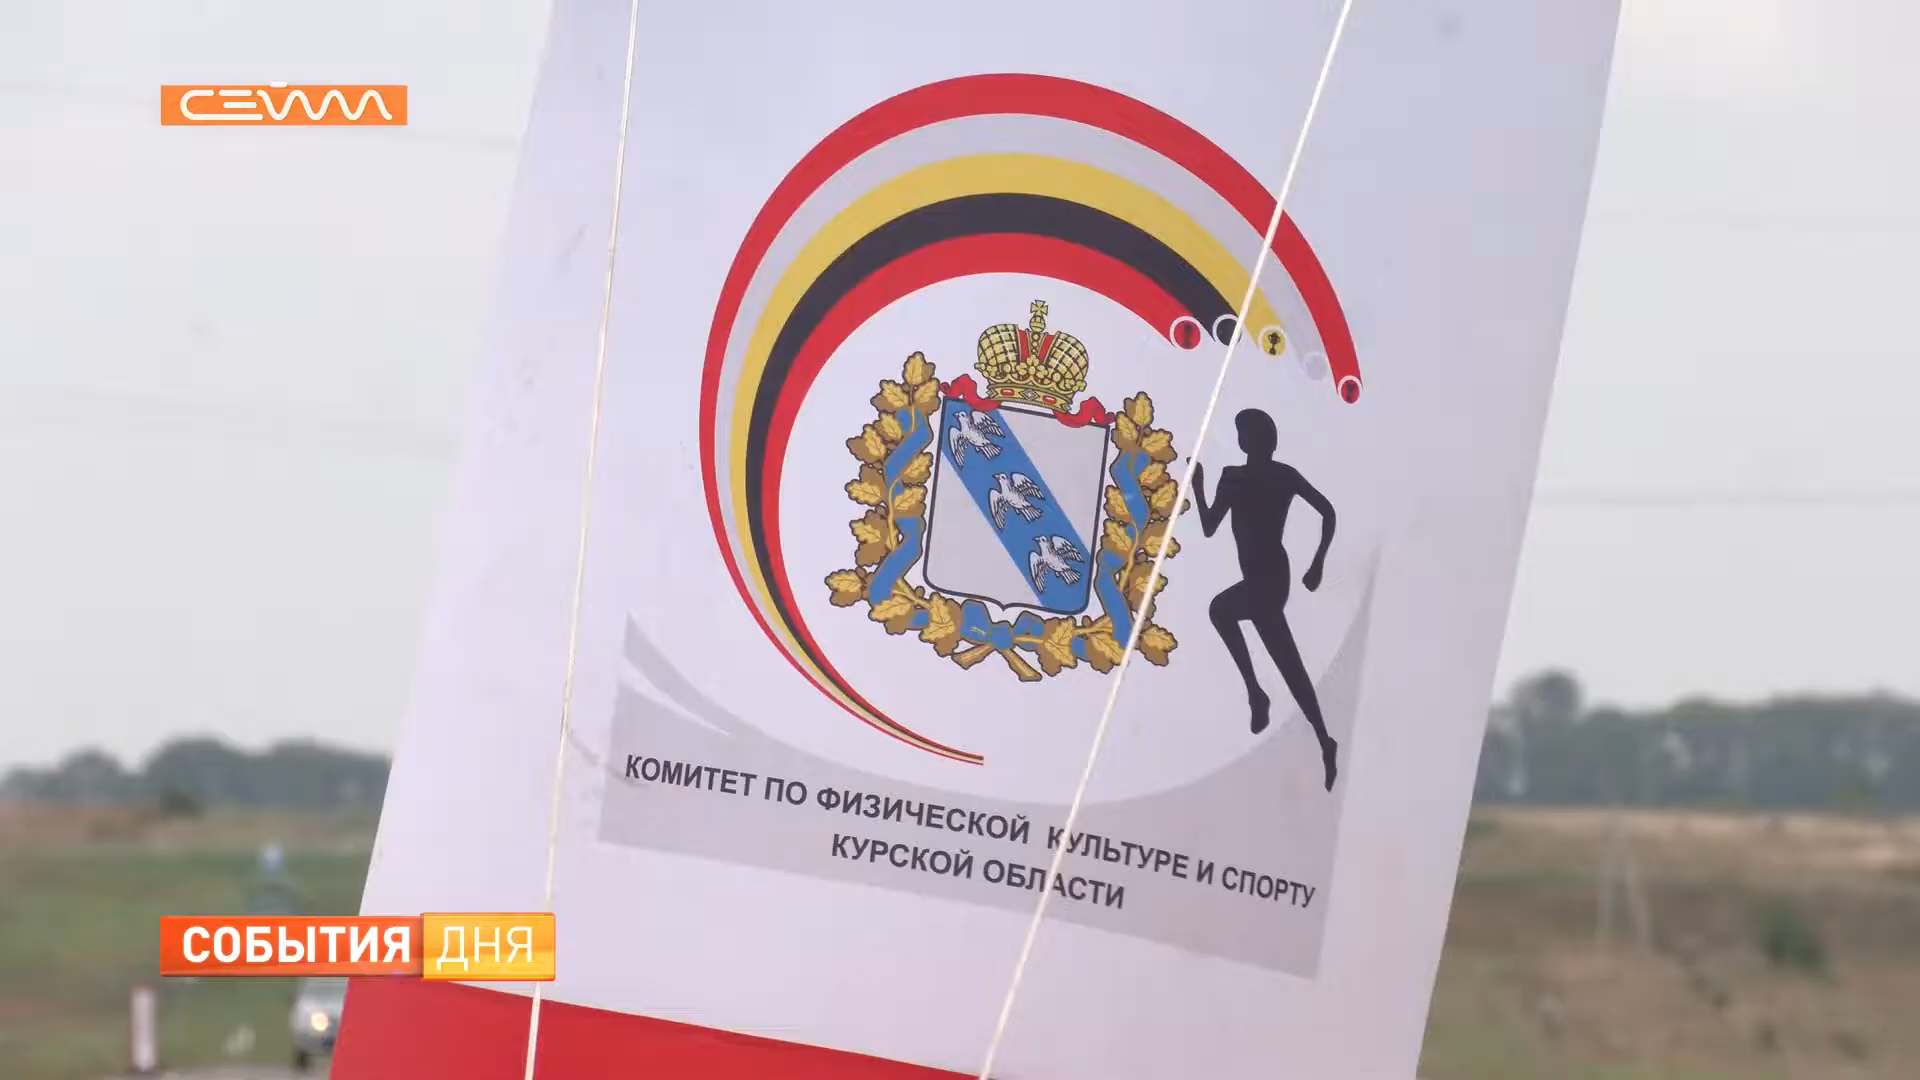 СЕЙМ
КОМИТЕТ ПО ФИЗИЧЕСКОЙ КУЛЬТУРЕ И СПОРТУ
КУРСКОЙ ОБЛАСТИ
СОБЫТИЯ ДНЯ